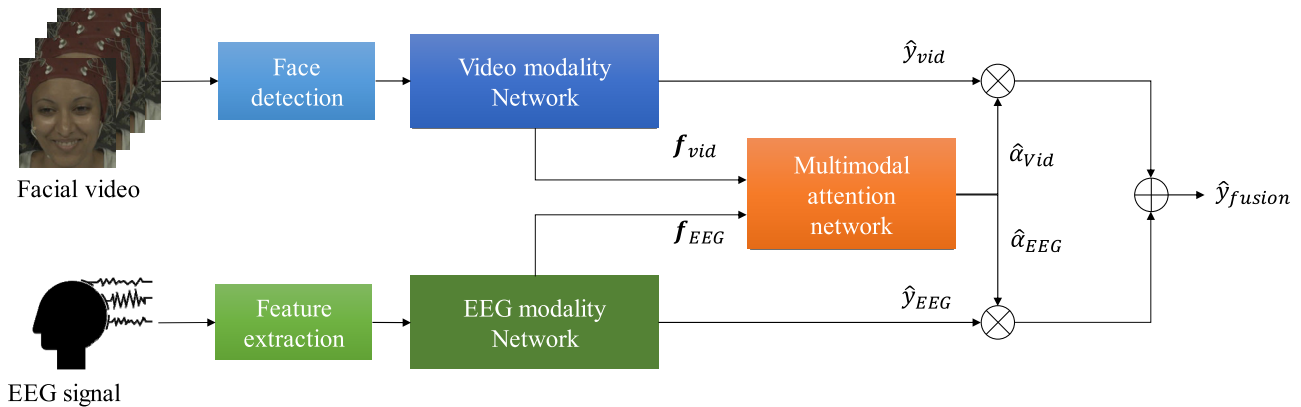 Facial video
Face
detection
Video modality
Network
ŷ_vid
f_vid
Multimodal
attention
network
α̂_Vid
ŷ_fusion
f_EEG
α̂_EEG
EEG signal
Feature
extraction
EEG modality
Network
ŷ_EEG